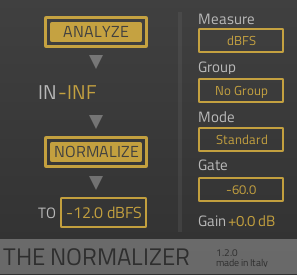 ANALYZE
IN -INF
NORMALIZE
TO -12.0 dBFS
Measure
dBFS
Group
No Group
Mode
Standard
Gate
-60.0
Gain +0.0 dB
THE NORMALIZER
1.2.0
made in Italy